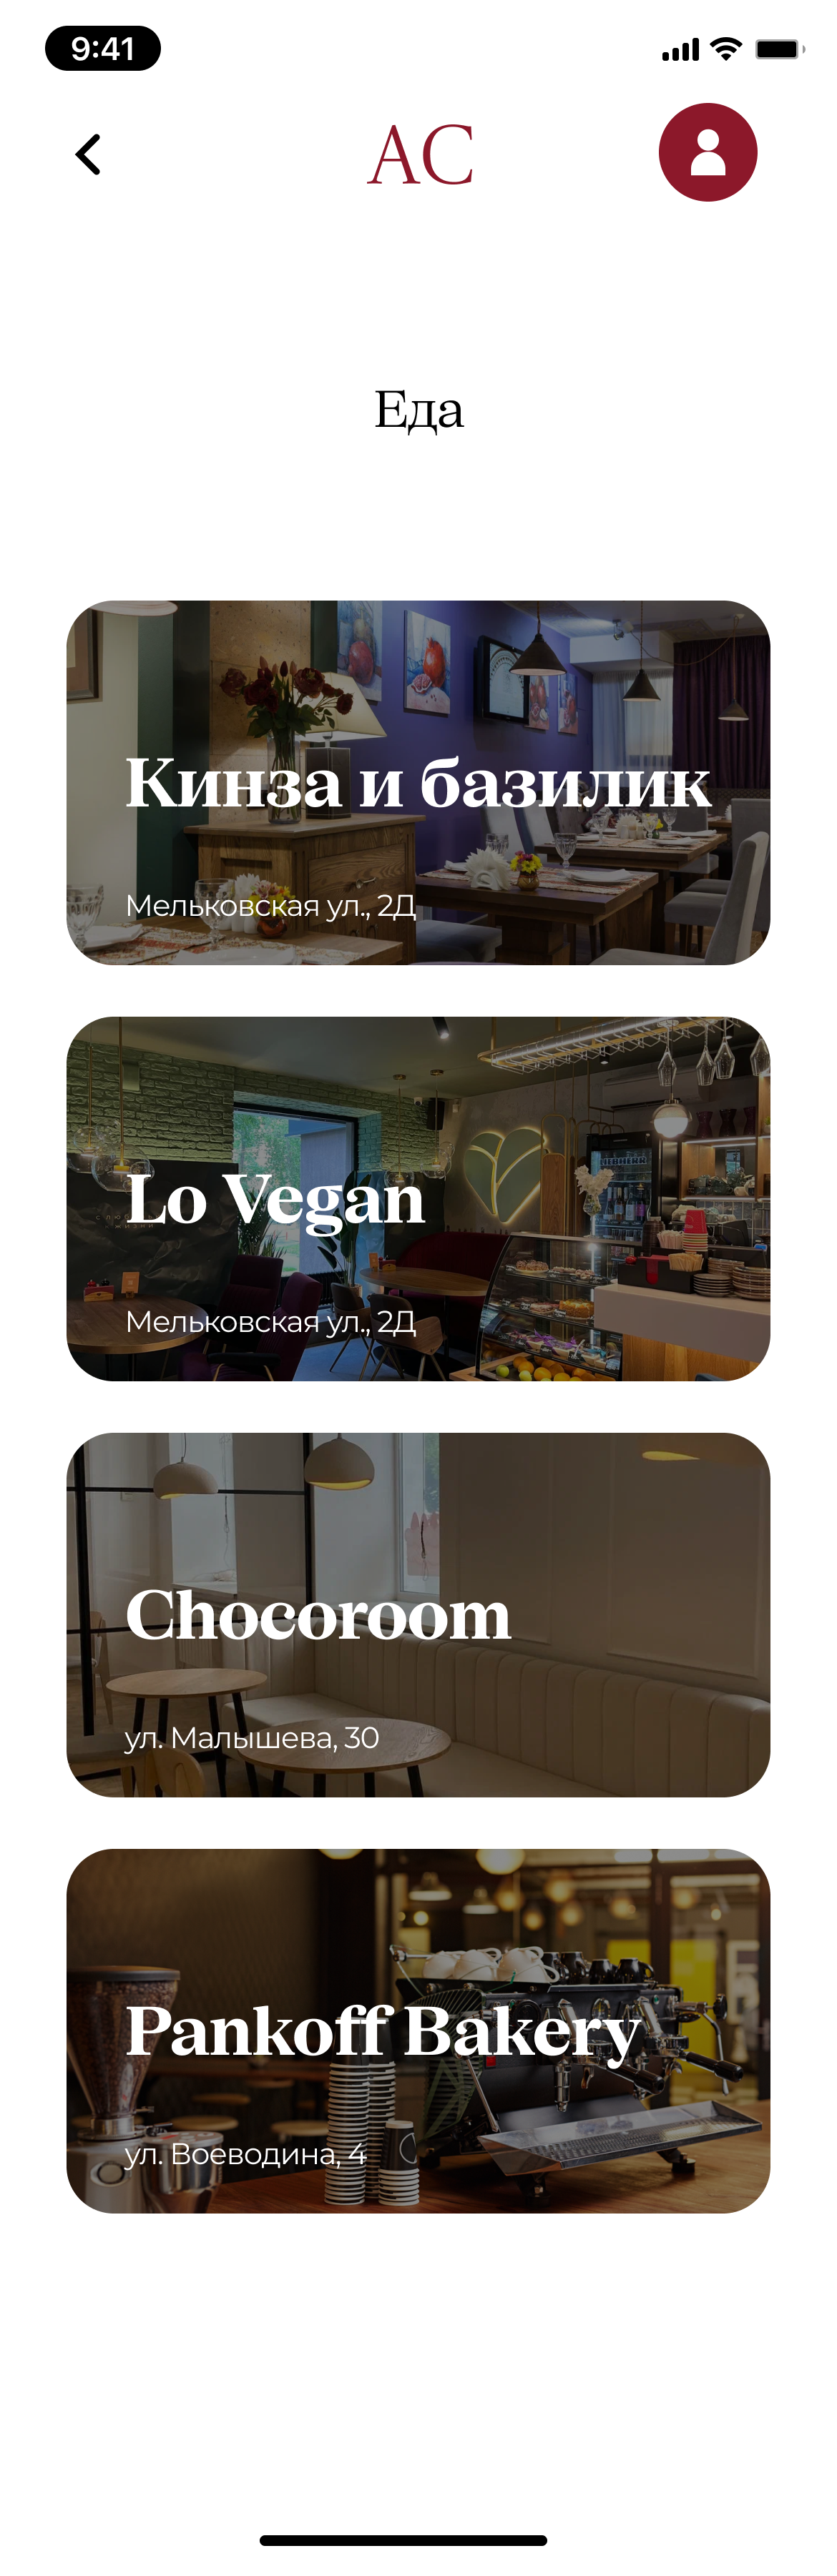 9:41
AC
Еда
Кинза и базилик
Мельковская ул., 2Д
LIEBHERR
Lo Vegan
Мельковская ул., 2Д
Chocoroom
ул. Малышева, 30
Pankoff Bakery
ул. Воеводина, 4